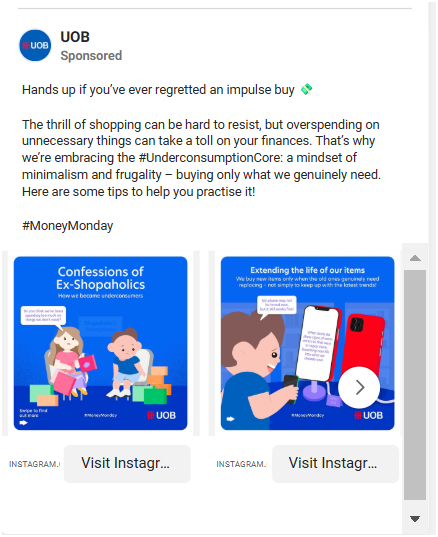 UOB
UOB
Sponsored
Hands up if you’ve ever regretted an impulse buy 💸
The thrill of shopping can be hard to resist, but overspending on
unnecessary things can take a toll on your finances. That’s why
we’re embracing the #UnderconsumptionCore: a mindset of
minimalism and frugality – buying only what we genuinely need.
Here are some tips to help you practise it!
#MoneyMonday
Confessions of
Ex-Shopaholics
How we became underconsumers
Swipe to find
out more
#MoneyMonday
UOB
Extending the life of our items
We buy new items only when the old ones genuinely need
replacing - not simply to keep up with the latest trends!
#MoneyMonday
UOB
INSTAGRAM.
Visit Instagr...
INSTAGRAM.
Visit Instagr...